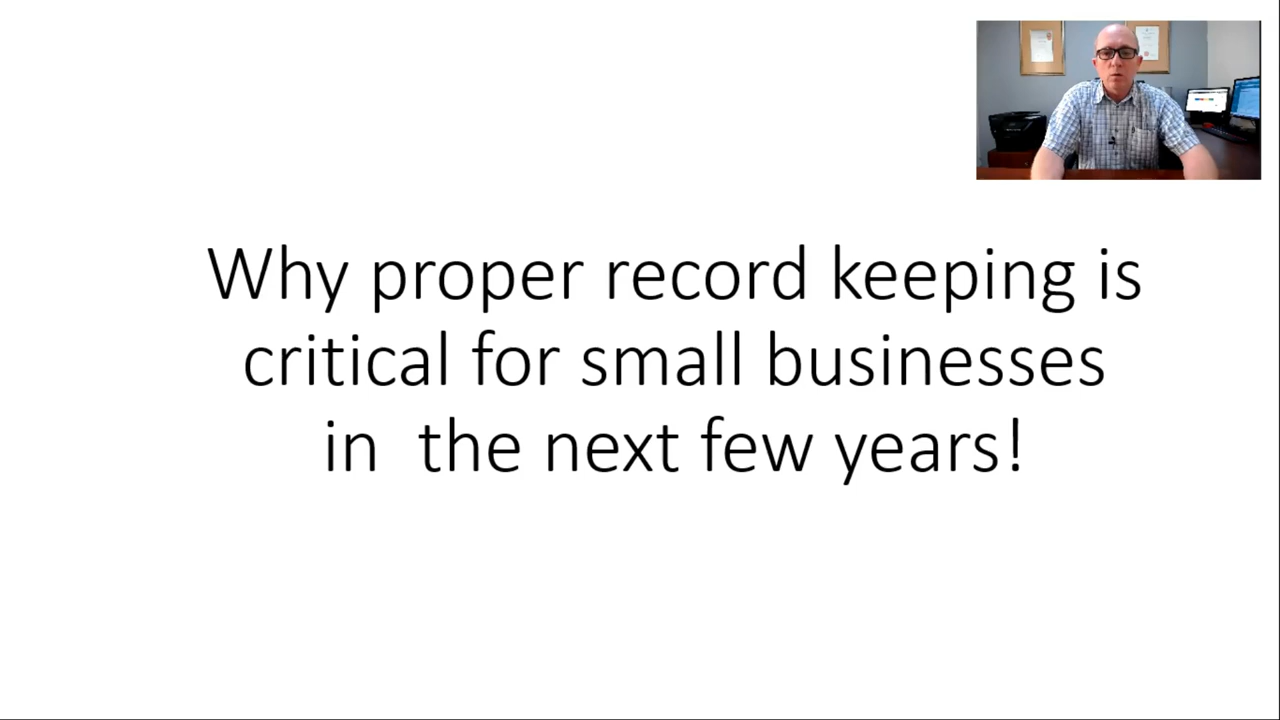 Why proper record keeping is
critical for small businesses
in  the next few years!